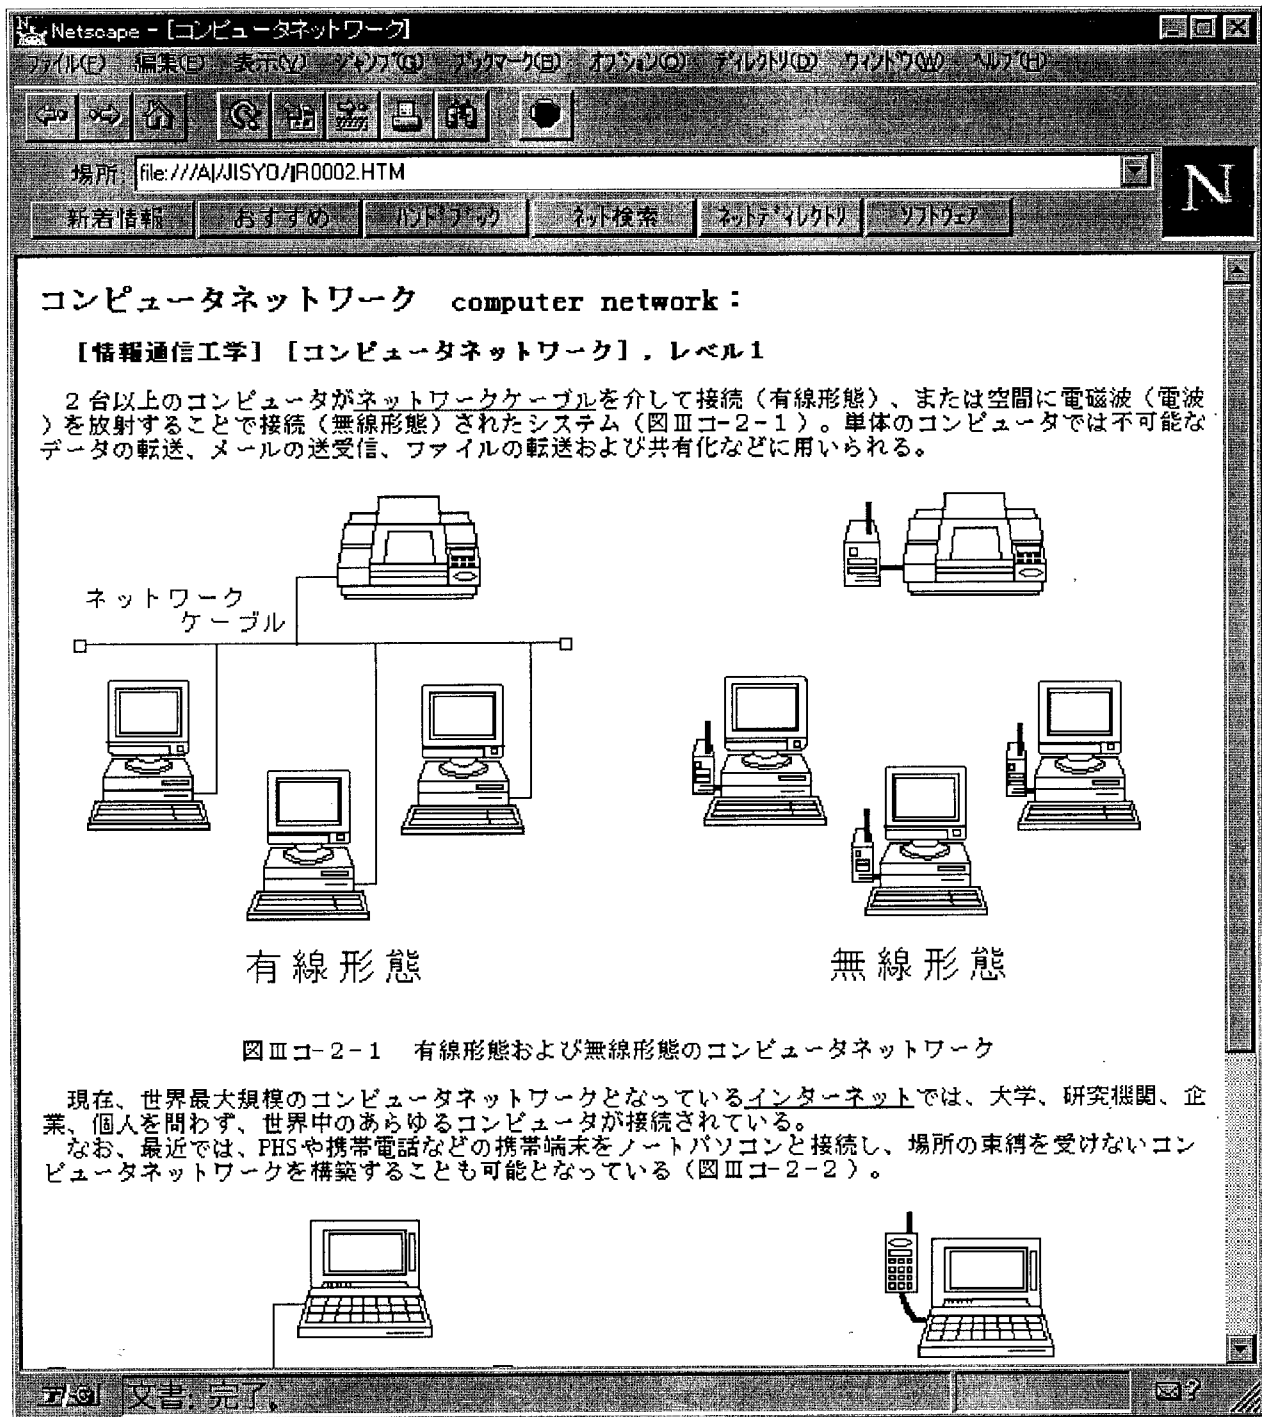 Netscape - [コンピュータネットワーク]
ファイル(F) 編集(E) 表示(V) ジャンプ(G) ブックマーク(B) オプション(O) ディレクトリ(D) ウィンドウ(W) ヘルプ(H)
場所: file:///A|/JISYO/IR0002.HTM
N
新着情報 おすすめ ハンドブック ネット検索 ネットディレクトリ ソフトウェア
コンピュータネットワーク computer network：
［情報通信工学］［コンピュータネットワーク］，レベル１
２台以上のコンピュータがネットワークケーブルを介して接続（有線形態）、または空間に電磁波（電波
）を放射することで接続（無線形態）されたシステム（図Ⅲコ-２-１）。単体のコンピュータでは不可能な
データの転送、メールの送受信、ファイルの転送および共有化などに用いられる。
ネットワーク
ケーブル
有線形態
無線形態
図Ⅲコ-２-１ 有線形態および無線形態のコンピュータネットワーク
現在、世界最大規模のコンピュータネットワークとなっているインターネットでは、大学、研究機関、企
業、個人を問わず、世界中のあらゆるコンピュータが接続されている。
なお、最近では、PHSや携帯電話などの携帯端末をノートパソコンと接続し、場所の束縛を受けないコン
ピュータネットワークを構築することも可能となっている（図Ⅲコ-２-２）。
文書: 完了。